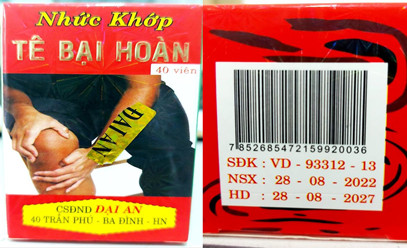 Nhức Khớp
TÊ BẠI HOÀN
40 viên
ĐẠI AN
CSĐND ĐẠI AN
40 TRẦN PHÚ - BA ĐÌNH - HN
7852685472159920036
SĐK : VD - 93312 - 13
NSX : 28 - 08 - 2022
HD : 28 - 08 - 2027